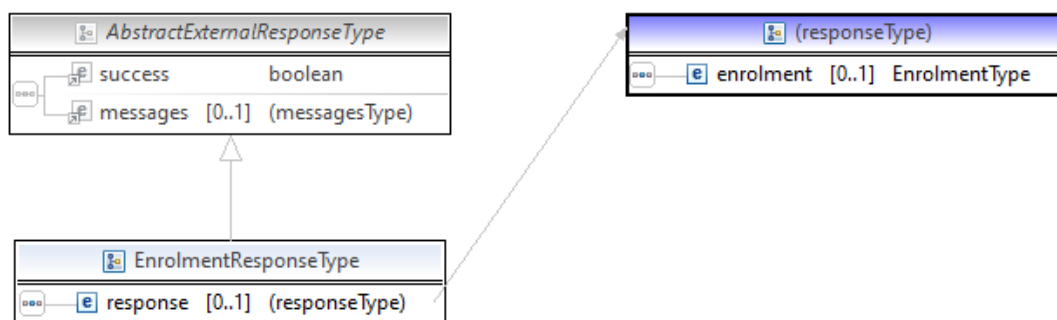 AbstractExternalResponseType
success boolean
messages [0..1] (messagesType)
(responseType)
enrolment [0..1] EnrolmentType
EnrolmentResponseType
response [0..1] (responseType)